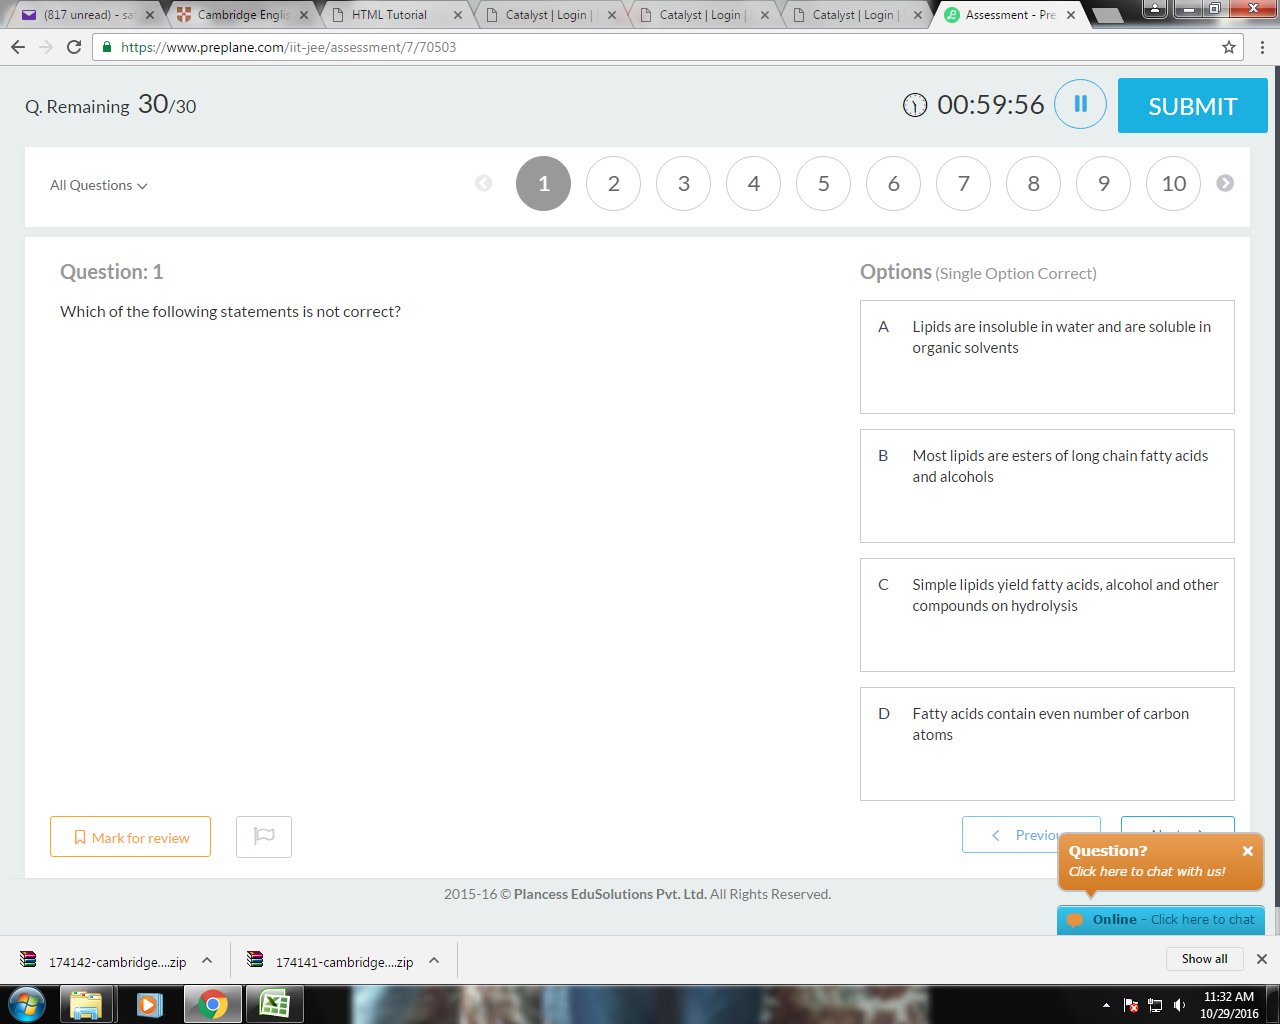 (817 unread) - sa
Cambridge Englis
HTML Tutorial
Catalyst | Login |
Catalyst | Login |
Catalyst | Login |
Assessment - Pre
https://www.preplane.com/iit-jee/assessment/7/70503
Q. Remaining 30/30
00:59:56
SUBMIT
All Questions
1 2 3 4 5 6 7 8 9 10
Question: 1
Which of the following statements is not correct?
Options (Single Option Correct)
A Lipids are insoluble in water and are soluble in
organic solvents
B Most lipids are esters of long chain fatty acids
and alcohols
C Simple lipids yield fatty acids, alcohol and other
compounds on hydrolysis
D Fatty acids contain even number of carbon
atoms
Mark for review
Previou
Question?
Click here to chat with us!
2015-16 © Plancess EduSolutions Pvt. Ltd. All Rights Reserved.
Online - Click here to chat
174142-cambridge....zip
174141-cambridge....zip
Show all
11:32 AM
10/29/2016